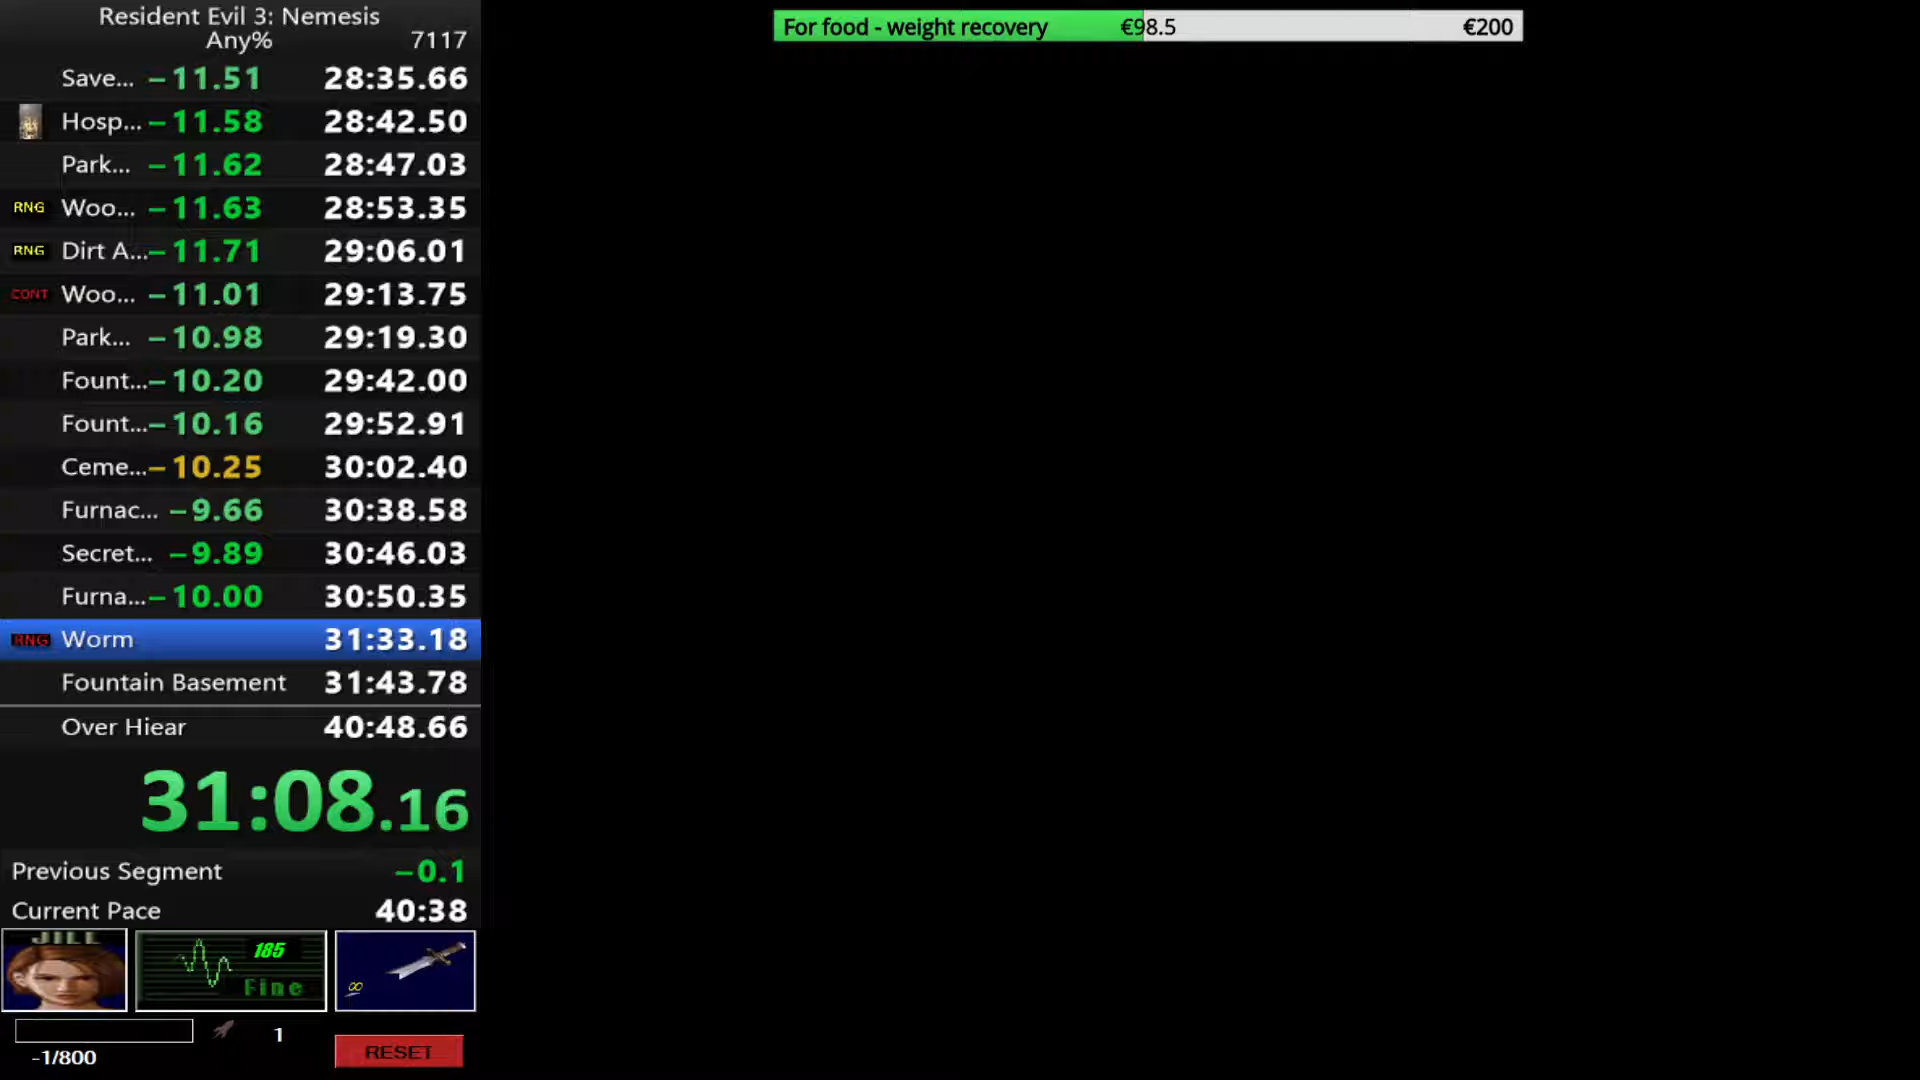 Resident Evil 3: Nemesis
Any% 7117
Save... −11.51 28:35.66
Hosp... −11.58 28:42.50
Park... −11.62 28:47.03
RNG Woo... −11.63 28:53.35
RNG Dirt A... −11.71 29:06.01
CONT Woo... −11.01 29:13.75
Park... −10.98 29:19.30
Fount... −10.20 29:42.00
Fount... −10.16 29:52.91
Ceme... −10.25 30:02.40
Furnac... −9.66 30:38.58
Secret... −9.89 30:46.03
Furna... −10.00 30:50.35
RNG Worm 31:33.18
Fountain Basement 31:43.78
Over Hiear 40:48.66
31:08.16
Previous Segment −0.1
Current Pace 40:38
JILL
185
Fine
∞
1
-1/800
RESET
For food - weight recovery €98.5 €200